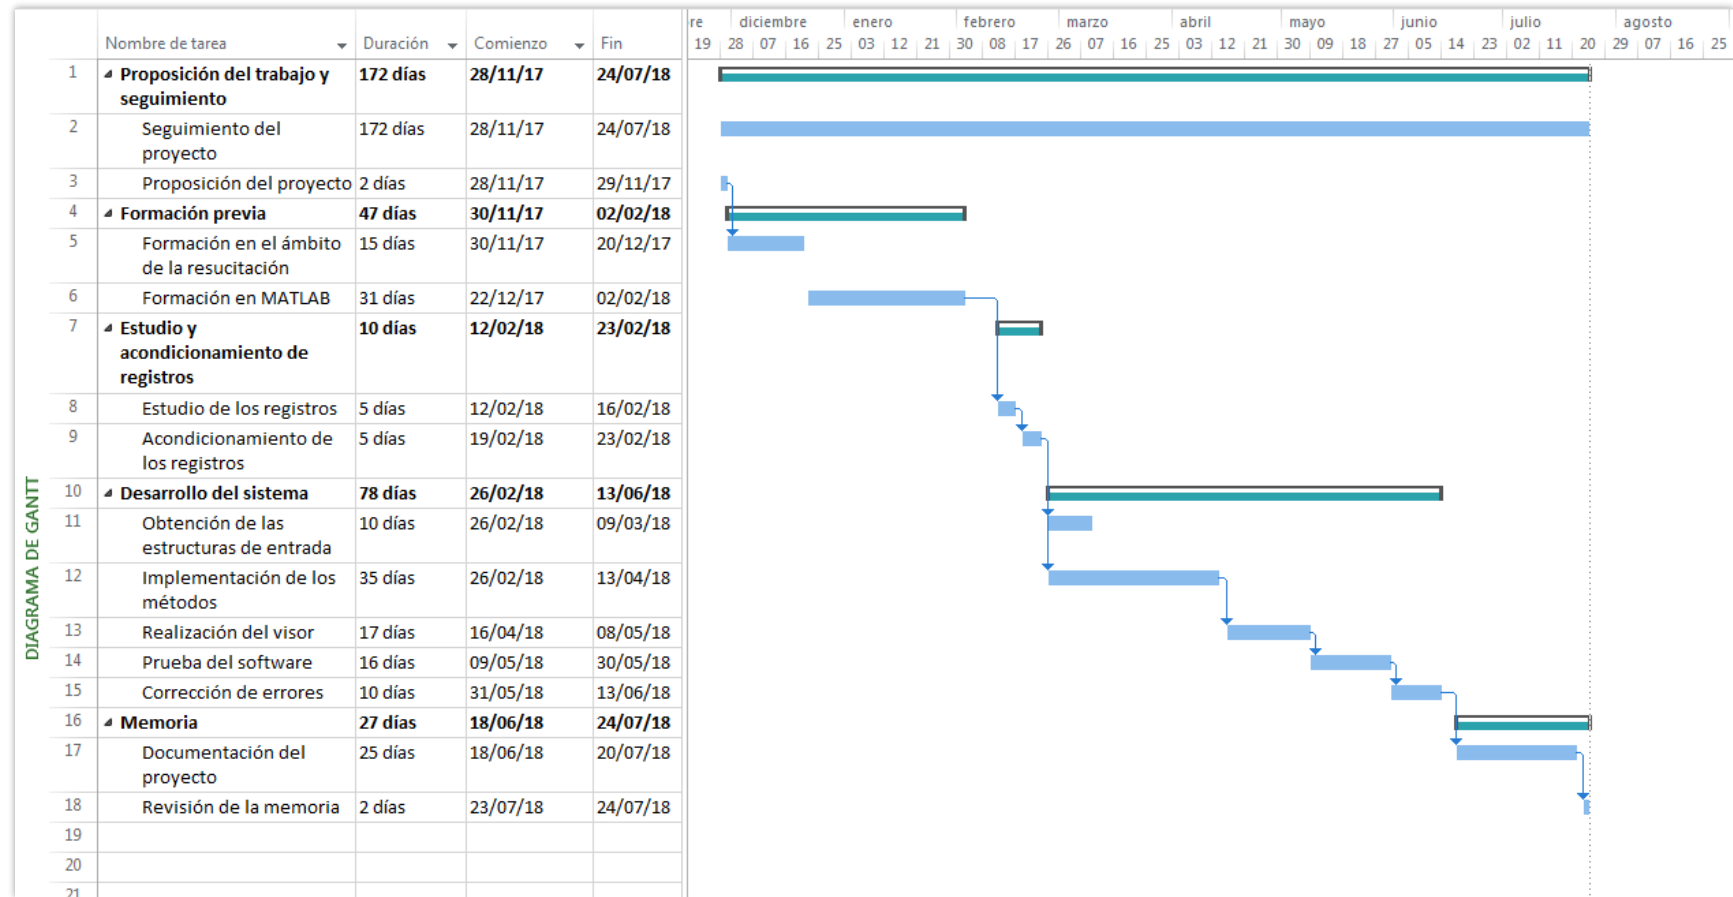 re diciembre enero febrero marzo abril mayo junio julio agosto
Nombre de tarea Duración Comienzo Fin 19 28 07 16 25 03 12 21 30 08 17 26 07 16 25 03 12 21 30 09 18 27 05 14 23 02 11 20 29 07 16 25
1 Proposición del trabajo y 172 días 28/11/17 24/07/18
seguimiento
2 Seguimiento del 172 días 28/11/17 24/07/18
proyecto
3 Proposición del proyecto 2 días 28/11/17 29/11/17
4 Formación previa 47 días 30/11/17 02/02/18
5 Formación en el ámbito 15 días 30/11/17 20/12/17
de la resucitación
6 Formación en MATLAB 31 días 22/12/17 02/02/18
7 Estudio y 10 días 12/02/18 23/02/18
acondicionamiento de
registros
8 Estudio de los registros 5 días 12/02/18 16/02/18
9 Acondicionamiento de 5 días 19/02/18 23/02/18
los registros
10 Desarrollo del sistema 78 días 26/02/18 13/06/18
11 Obtención de las 10 días 26/02/18 09/03/18
estructuras de entrada
12 Implementación de los 35 días 26/02/18 13/04/18
métodos
13 Realización del visor 17 días 16/04/18 08/05/18
14 Prueba del software 16 días 09/05/18 30/05/18
15 Corrección de errores 10 días 31/05/18 13/06/18
16 Memoria 27 días 18/06/18 24/07/18
17 Documentación del 25 días 18/06/18 20/07/18
proyecto
18 Revisión de la memoria 2 días 23/07/18 24/07/18
19
20
21
DIAGRAMA DE GANTT